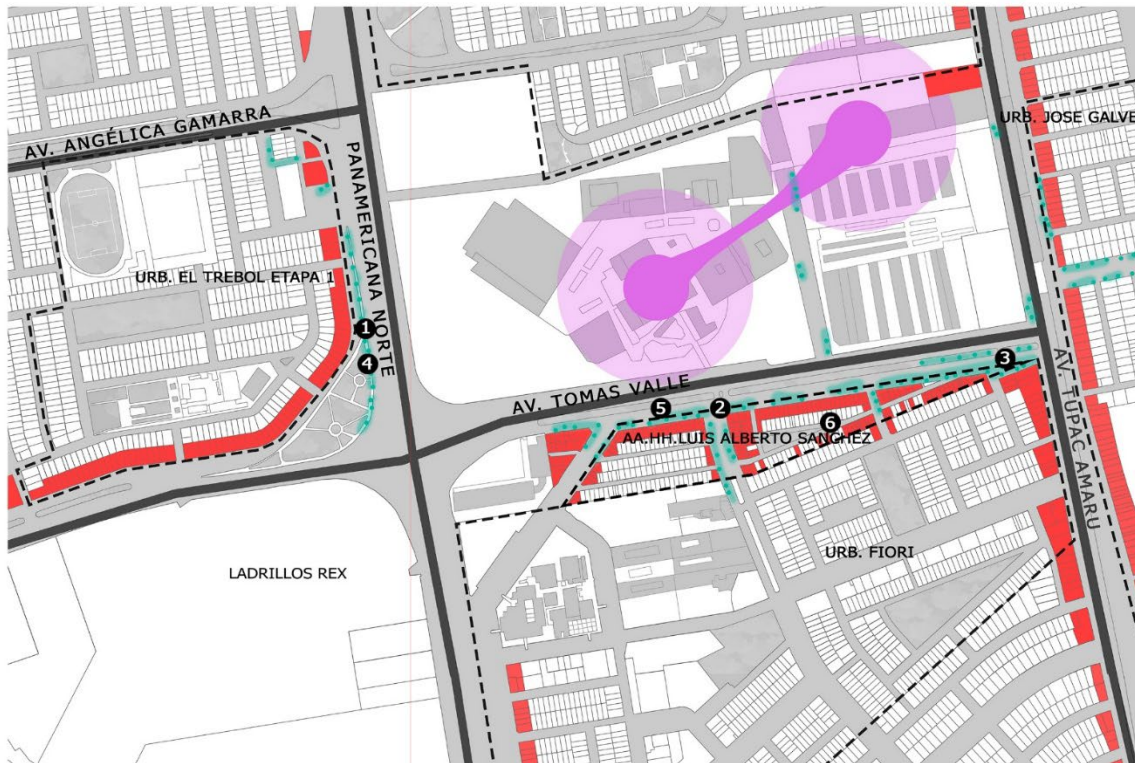 AV. ANGÉLICA GAMARRA
PANAMERICANA NORTE
URB. JOSE GALVE
URB. EL TREBOL ETAPA 1
1
4
AV. TOMAS VALLE
3
5
2
6
AA.HH.LUIS ALBERTO SANCHEZ
AV. TUPAC AMARU
URB. FIORI
LADRILLOS REX